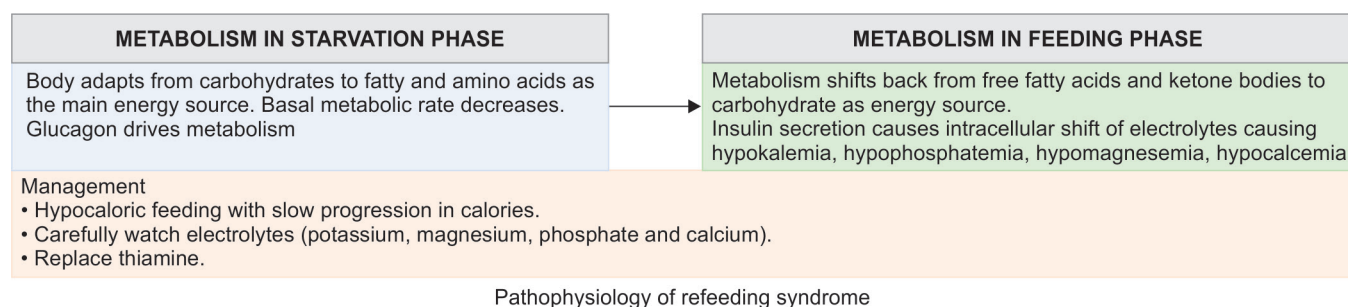 METABOLISM IN STARVATION PHASE
Body adapts from carbohydrates to fatty and amino acids as
the main energy source. Basal metabolic rate decreases.
Glucagon drives metabolism
METABOLISM IN FEEDING PHASE
Metabolism shifts back from free fatty acids and ketone bodies to
carbohydrate as energy source.
Insulin secretion causes intracellular shift of electrolytes causing
hypokalemia, hypophosphatemia, hypomagnesemia, hypocalcemia
Management
• Hypocaloric feeding with slow progression in calories.
• Carefully watch electrolytes (potassium, magnesium, phosphate and calcium).
• Replace thiamine.
Pathophysiology of refeeding syndrome